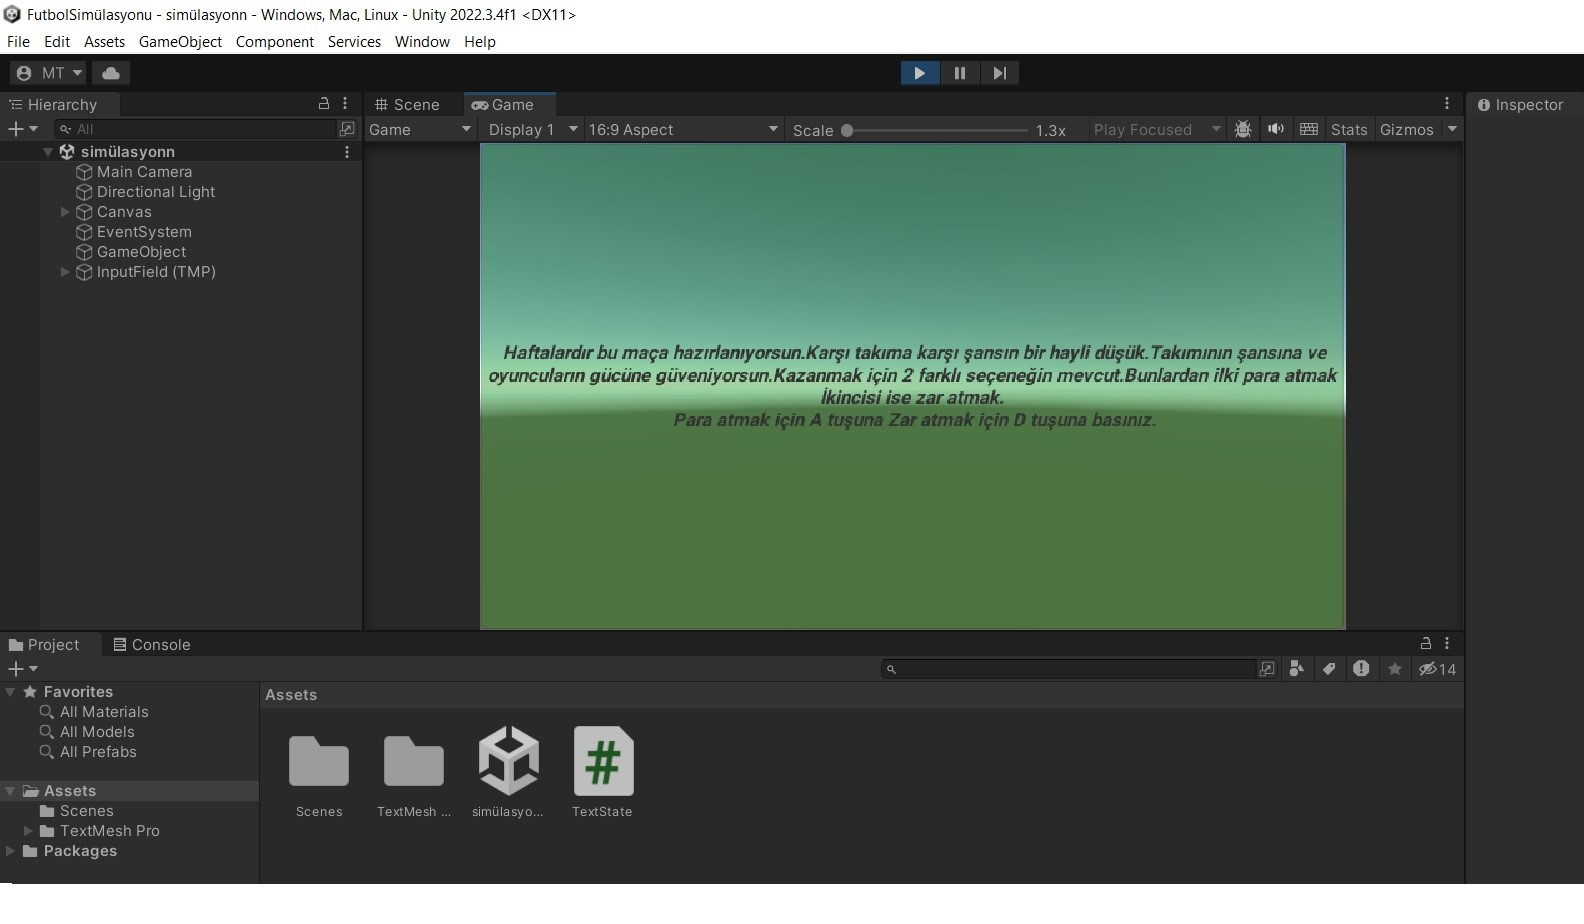 FutbolSimülasyonu - simülasyonn - Windows, Mac, Linux - Unity 2022.3.4f1 <DX11>
File Edit Assets GameObject Component Services Window Help
MT
Hierarchy
All
simülasyonn
Main Camera
Directional Light
Canvas
EventSystem
GameObject
InputField (TMP)
Scene Game
Game Display 1 16:9 Aspect Scale 1.3x Play Focused Stats Gizmos
Haftalardır bu maça hazırlanıyorsun.Karşı takıma karşı şansın bir hayli düşük.Takımının şansına ve
oyuncuların gücüne güveniyorsun.Kazanmak için 2 farklı seçeneğin mevcut.Bunlardan ilki para atmak
İkincisi ise zar atmak.
Para atmak için A tuşuna Zar atmak için D tuşuna basınız.
Inspector
Project Console
14
Favorites
All Materials
All Models
All Prefabs
Assets
Scenes
TextMesh Pro
Packages
Assets
Scenes TextMesh ... simülasyo... TextState